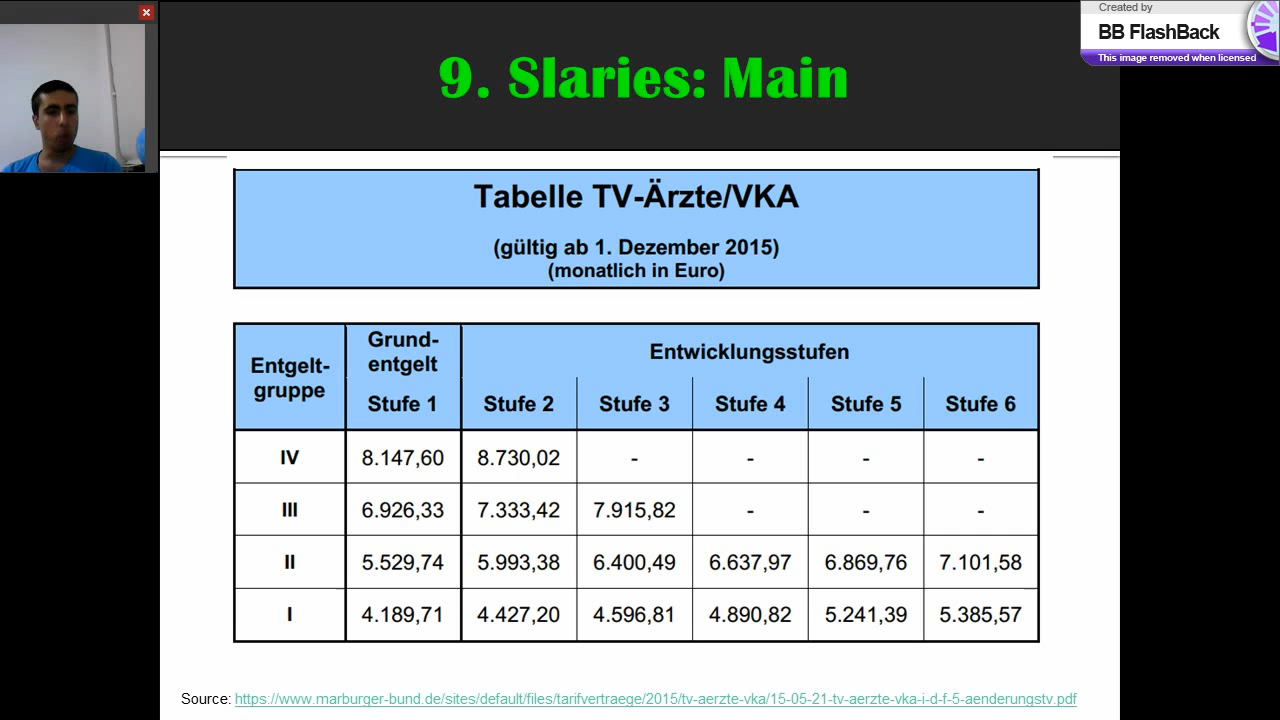 Created by
BB FlashBack
This image removed when licensed
9. Slaries: Main
Tabelle TV-Ärzte/VKA
(gültig ab 1. Dezember 2015)
(monatlich in Euro)
Entgelt-
gruppe
Grund-
entgelt
Entwicklungsstufen
Stufe 1 Stufe 2 Stufe 3 Stufe 4 Stufe 5 Stufe 6
IV 8.147,60 8.730,02 - - - -
III 6.926,33 7.333,42 7.915,82 - - -
II 5.529,74 5.993,38 6.400,49 6.637,97 6.869,76 7.101,58
I 4.189,71 4.427,20 4.596,81 4.890,82 5.241,39 5.385,57
Source: https://www.marburger-bund.de/sites/default/files/tarifvertraege/2015/tv-aerzte-vka/15-05-21-tv-aerzte-vka-i-d-f-5-aenderungstv.pdf